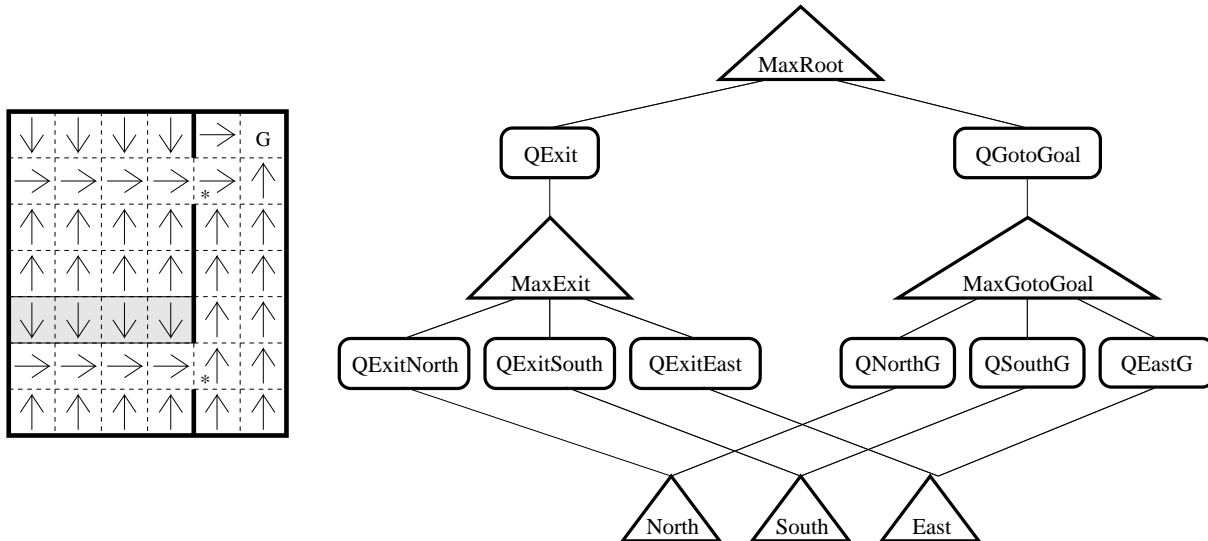 G
*
*
MaxRoot
QExit
QGotoGoal
MaxExit
MaxGotoGoal
QExitNorth
QExitSouth
QExitEast
QNorthG
QSouthG
QEastG
North
South
East